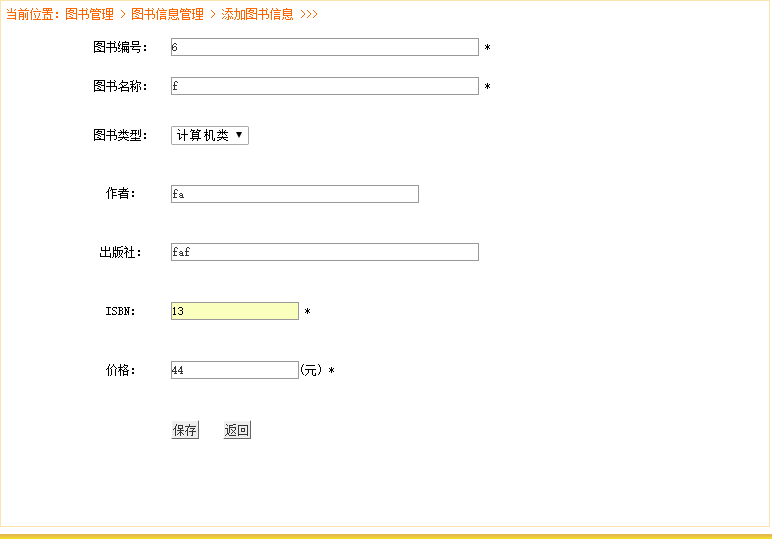 当前位置: 图书管理 > 图书信息管理 > 添加图书信息 >>>
图书编号: 6 *
图书名称: f *
图书类型: 计算机类 ▼
作者: fa
出版社: faf
ISBN: 13 *
价格: 44 (元) *
保存 返回